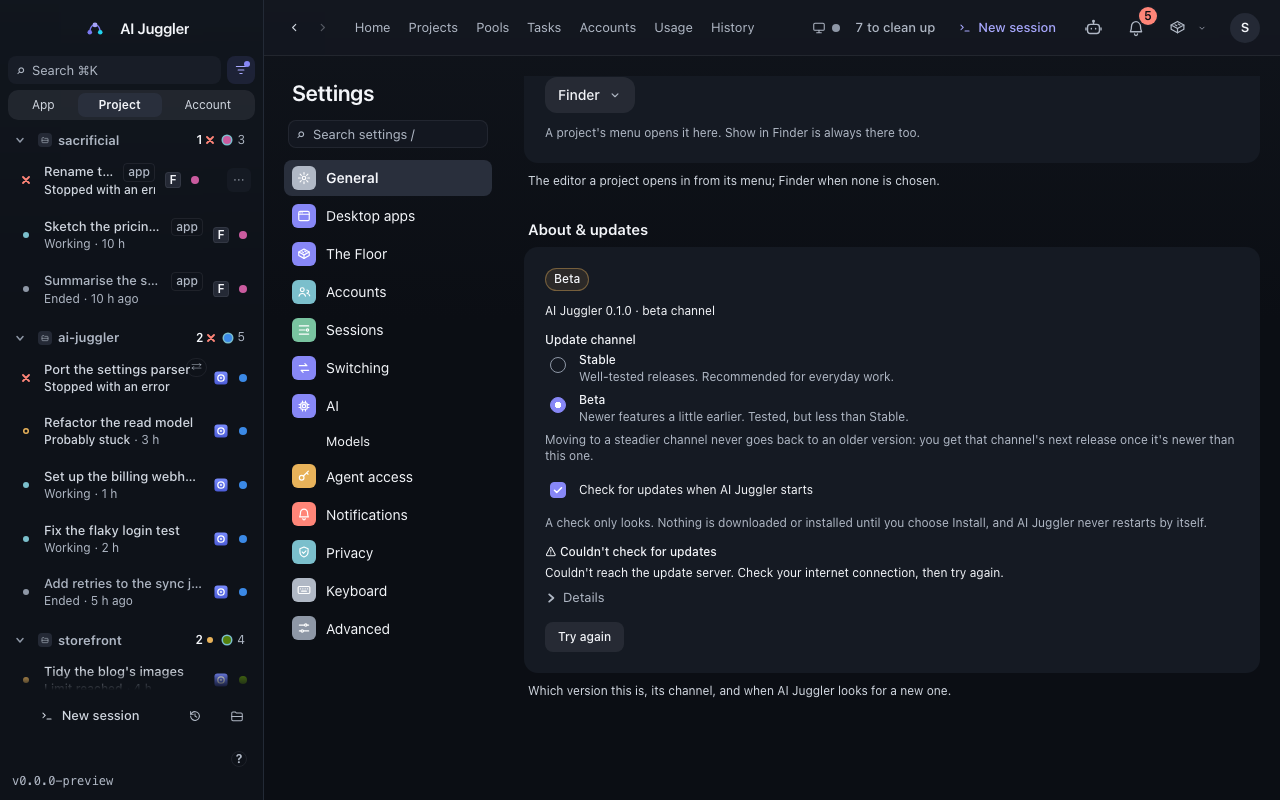 AI Juggler
Search ⌘K
App Project Account
sacrificial 1 3
Rename t... app F
Stopped with an err
Sketch the pricin... app F
Working · 10 h
Summarise the s... app F
Ended · 10 h ago
ai-juggler 2 5
Port the settings parser
Stopped with an error
Refactor the read model
Probably stuck · 3 h
Set up the billing webh...
Working · 1 h
Fix the flaky login test
Working · 2 h
Add retries to the sync j...
Ended · 5 h ago
storefront 2 4
Tidy the blog's images
New session
?
v0.0.0-preview
Home Projects Pools Tasks Accounts Usage History
7 to clean up
New session
5
S
Settings
Search settings /
General
Desktop apps
The Floor
Accounts
Sessions
Switching
AI
Models
Agent access
Notifications
Privacy
Keyboard
Advanced
Finder
A project's menu opens it here. Show in Finder is always there too.
The editor a project opens in from its menu; Finder when none is chosen.
About & updates
Beta
AI Juggler 0.1.0 · beta channel
Update channel
Stable
Well-tested releases. Recommended for everyday work.
Beta
Newer features a little earlier. Tested, but less than Stable.
Moving to a steadier channel never goes back to an older version: you get that channel's next release once it's newer than
this one.
Check for updates when AI Juggler starts
A check only looks. Nothing is downloaded or installed until you choose Install, and AI Juggler never restarts by itself.
Couldn't check for updates
Couldn't reach the update server. Check your internet connection, then try again.
Details
Try again
Which version this is, its channel, and when AI Juggler looks for a new one.